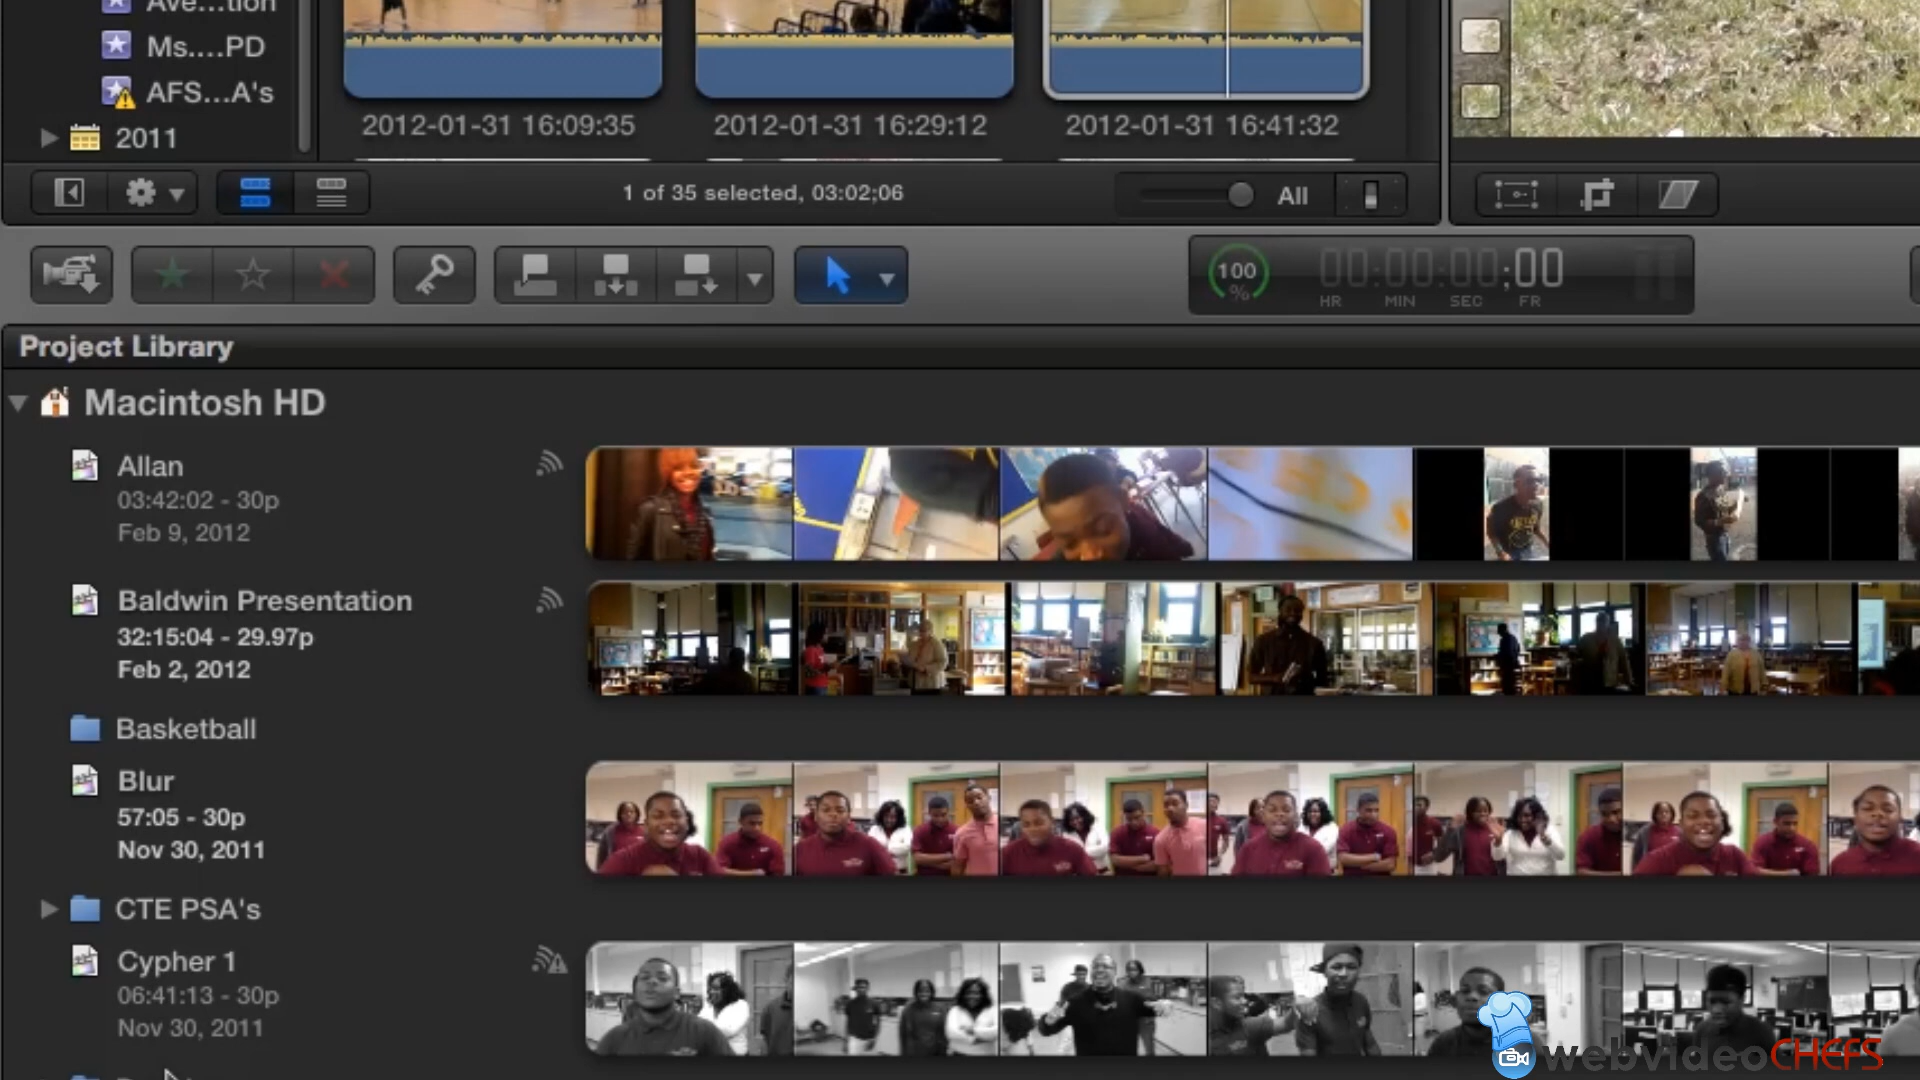 Ave...tion
Ms....PD
AFS...A's
2011
2012-01-31 16:09:35
2012-01-31 16:29:12
2012-01-31 16:41:32
1 of 35 selected, 03:02;06
All
100
%
00:00:00;00
HR MIN SEC FR
Project Library
Macintosh HD
Allan
03:42:02 - 30p
Feb 9, 2012
Baldwin Presentation
32:15:04 - 29.97p
Feb 2, 2012
Basketball
Blur
57:05 - 30p
Nov 30, 2011
CTE PSA's
Cypher 1
06:41:13 - 30p
Nov 30, 2011
webvideoCHEFS